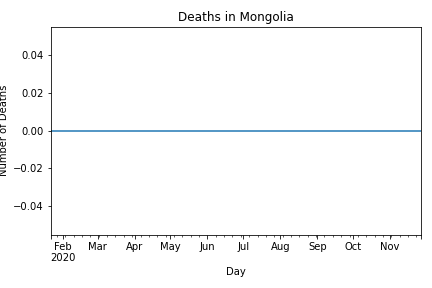 Deaths in Mongolia
Number of Deaths
0.04
0.02
0.00
−0.02
−0.04
Feb Mar Apr May Jun Jul Aug Sep Oct Nov
2020
Day